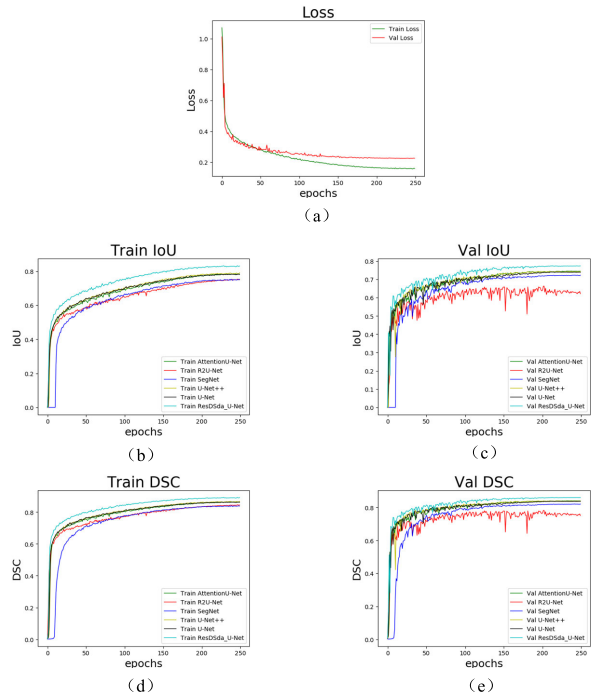 Loss
Train Loss
Val Loss
1.0
0.8
0.6
0.4
0.2
Loss
0 50 100 150 200 250
epochs
(a)
Train IoU
0.8
0.6
0.4
0.2
0.0
IoU
Train AttentionU-Net
Train R2U-Net
Train SegNet
Train U-Net++
Train U-Net
Train ResDSda_U-Net
0 50 100 150 200 250
epochs
(b)
Val IoU
0.8
0.7
0.6
0.5
0.4
0.3
0.2
0.1
0.0
IoU
Val AttentionU-Net
Val R2U-Net
Val SegNet
Val U-Net++
Val U-Net
Val ResDSda_U-Net
0 50 100 150 200 250
epochs
(c)
Train DSC
0.8
0.6
0.4
0.2
0.0
DSC
Train AttentionU-Net
Train R2U-Net
Train SegNet
Train U-Net++
Train U-Net
Train ResDSda_U-Net
0 50 100 150 200 250
epochs
(d)
Val DSC
0.8
0.6
0.4
0.2
0.0
DSC
Val AttentionU-Net
Val R2U-Net
Val SegNet
Val U-Net++
Val U-Net
Val ResDSda_U-Net
0 50 100 150 200 250
epochs
(e)